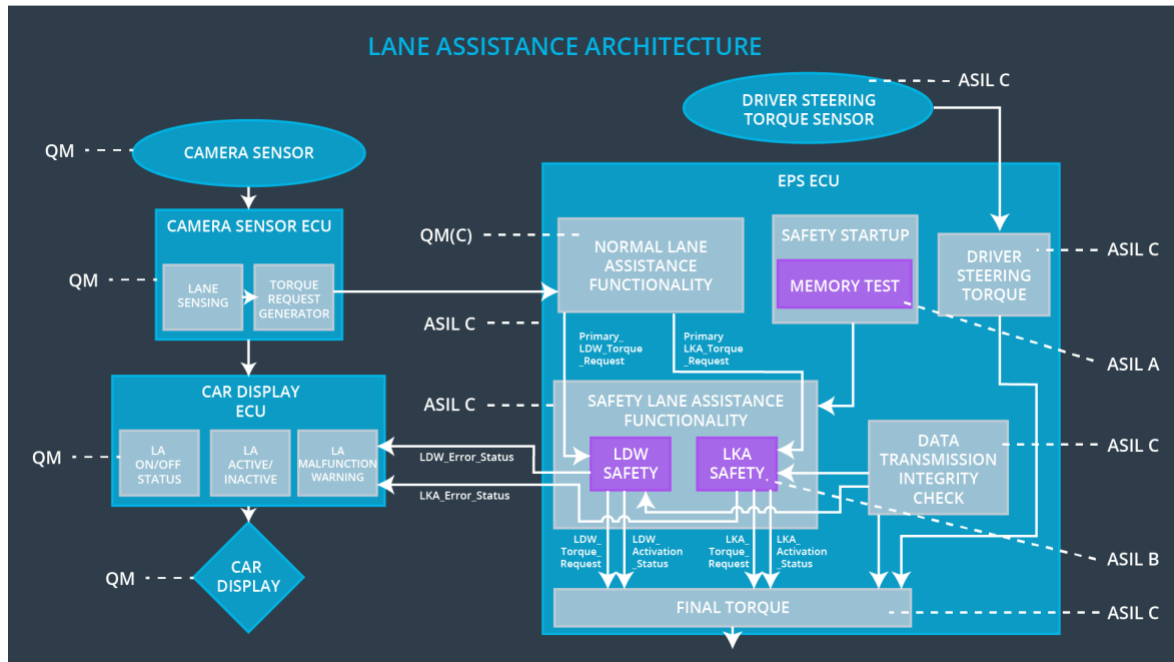 LANE ASSISTANCE ARCHITECTURE
ASIL C
DRIVER STEERING
TORQUE SENSOR
QM
CAMERA SENSOR
EPS ECU
CAMERA SENSOR ECU
QM
LANE
SENSING
TORQUE
REQUEST
GENERATOR
QM(C)
NORMAL LANE
ASSISTANCE
FUNCTIONALITY
SAFETY STARTUP
MEMORY TEST
DRIVER
STEERING
TORQUE
ASIL C
ASIL C
Primary_
LDW_Torque
_Request
Primary
LKA_Torque
_Request
ASIL A
CAR DISPLAY
ECU
ASIL C
SAFETY LANE ASSISTANCE
FUNCTIONALITY
QM
LA
ON/OFF
STATUS
LA
ACTIVE/
INACTIVE
LA
MALFUNCTION
WARNING
LDW_Error_Status
LKA_Error_Status
LDW
SAFETY
LKA
SAFETY
DATA
TRANSMISSION
INTEGRITY
CHECK
ASIL C
LDW_
Torque_
Request
LDW_
Activation
_Status
LKA_
Torque_
Request
LKA_
Activation
_Status
ASIL B
QM
CAR
DISPLAY
FINAL TORQUE
ASIL C